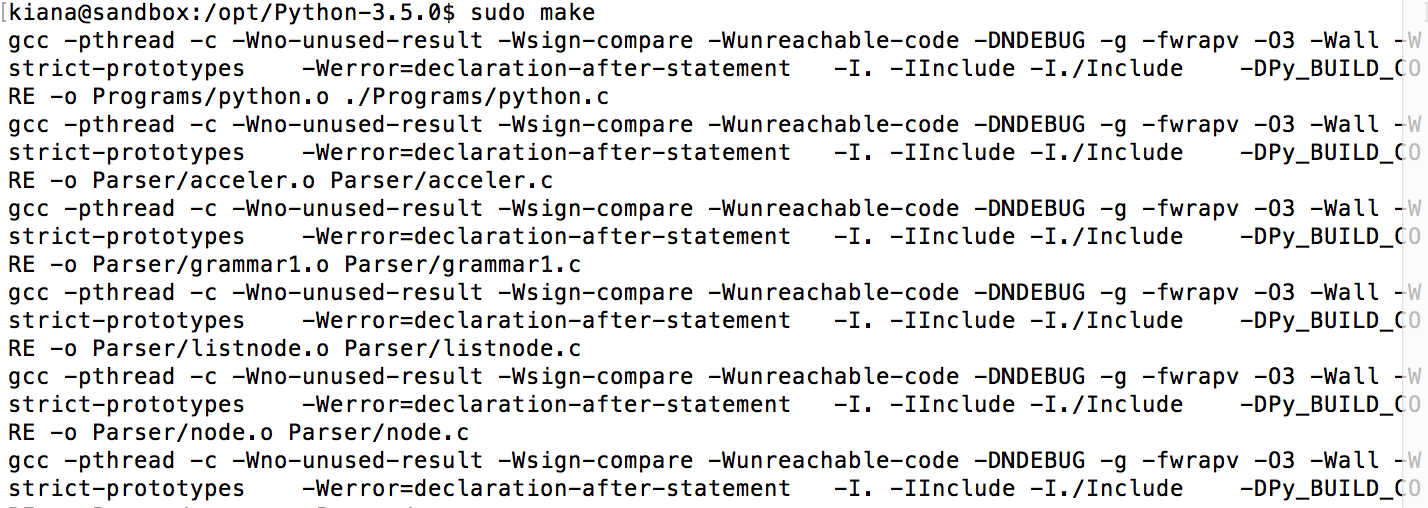 [kiana@sandbox:/opt/Python-3.5.0$ sudo make
gcc -pthread -c -Wno-unused-result -Wsign-compare -Wunreachable-code -DNDEBUG -g -fwrapv -O3 -Wall -W
strict-prototypes    -Werror=declaration-after-statement   -I. -IInclude -I./Include    -DPy_BUILD_CO
RE -o Programs/python.o ./Programs/python.c
gcc -pthread -c -Wno-unused-result -Wsign-compare -Wunreachable-code -DNDEBUG -g -fwrapv -O3 -Wall -W
strict-prototypes    -Werror=declaration-after-statement   -I. -IInclude -I./Include    -DPy_BUILD_CO
RE -o Parser/acceler.o Parser/acceler.c
gcc -pthread -c -Wno-unused-result -Wsign-compare -Wunreachable-code -DNDEBUG -g -fwrapv -O3 -Wall -W
strict-prototypes    -Werror=declaration-after-statement   -I. -IInclude -I./Include    -DPy_BUILD_CO
RE -o Parser/grammar1.o Parser/grammar1.c
gcc -pthread -c -Wno-unused-result -Wsign-compare -Wunreachable-code -DNDEBUG -g -fwrapv -O3 -Wall -W
strict-prototypes    -Werror=declaration-after-statement   -I. -IInclude -I./Include    -DPy_BUILD_CO
RE -o Parser/listnode.o Parser/listnode.c
gcc -pthread -c -Wno-unused-result -Wsign-compare -Wunreachable-code -DNDEBUG -g -fwrapv -O3 -Wall -W
strict-prototypes    -Werror=declaration-after-statement   -I. -IInclude -I./Include    -DPy_BUILD_CO
RE -o Parser/node.o Parser/node.c
gcc -pthread -c -Wno-unused-result -Wsign-compare -Wunreachable-code -DNDEBUG -g -fwrapv -O3 -Wall -W
strict-prototypes    -Werror=declaration-after-statement   -I. -IInclude -I./Include    -DPy_BUILD_CO